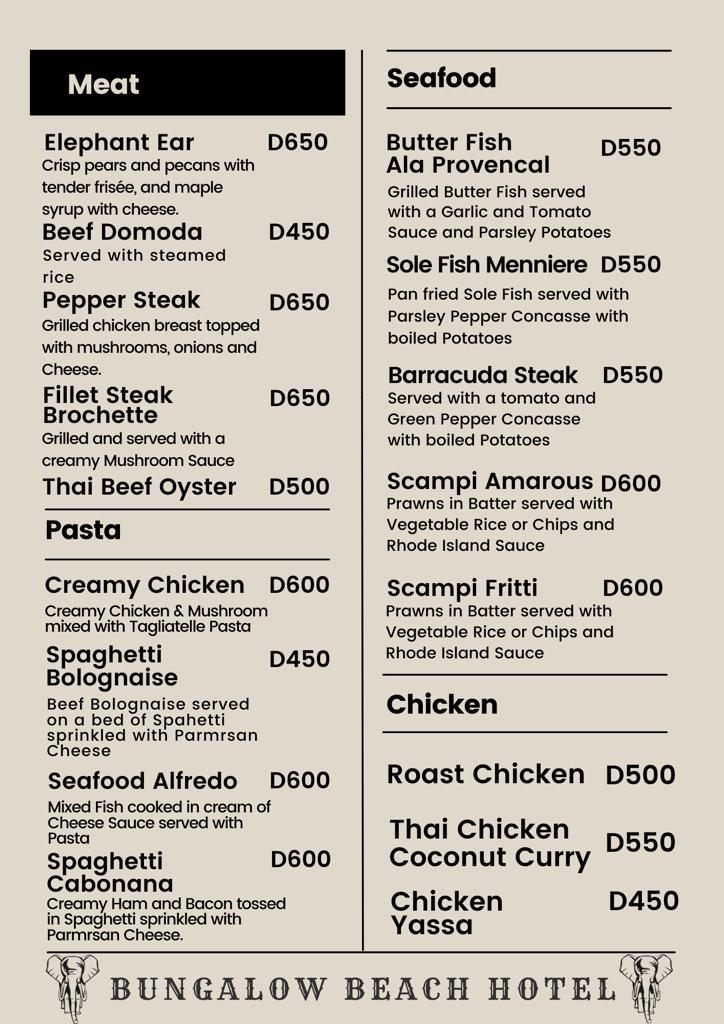 Meat
Elephant Ear D650
Crisp pears and pecans with
tender frisée, and maple
syrup with cheese.
Beef Domoda D450
Served with steamed
rice
Pepper Steak D650
Grilled chicken breast topped
with mushrooms, onions and
Cheese.
Fillet Steak
Brochette D650
Grilled and served with a
creamy Mushroom Sauce
Thai Beef Oyster D500
Pasta
Creamy Chicken D600
Creamy Chicken & Mushroom
mixed with Tagliatelle Pasta
Spaghetti
Bolognaise D450
Beef Bolognaise served
on a bed of Spahetti
sprinkled with Parmrsan
Cheese
Seafood Alfredo D600
Mixed Fish cooked in cream of
Cheese Sauce served with
Pasta
Spaghetti D600
Cabonana
Creamy Ham and Bacon tossed
in Spaghetti sprinkled with
Parmrsan Cheese.
Seafood
Butter Fish
Ala Provencal D550
Grilled Butter Fish served
with a Garlic and Tomato
Sauce and Parsley Potatoes
Sole Fish Menniere D550
Pan fried Sole Fish served with
Parsley Pepper Concasse with
boiled Potatoes
Barracuda Steak D550
Served with a tomato and
Green Pepper Concasse
with boiled Potatoes
Scampi Amarous D600
Prawns in Batter served with
Vegetable Rice or Chips and
Rhode Island Sauce
Scampi Fritti D600
Prawns in Batter served with
Vegetable Rice or Chips and
Rhode Island Sauce
Chicken
Roast Chicken D500
Thai Chicken
Coconut Curry D550
Chicken D450
Yassa
BUNGALOW BEACH HOTEL